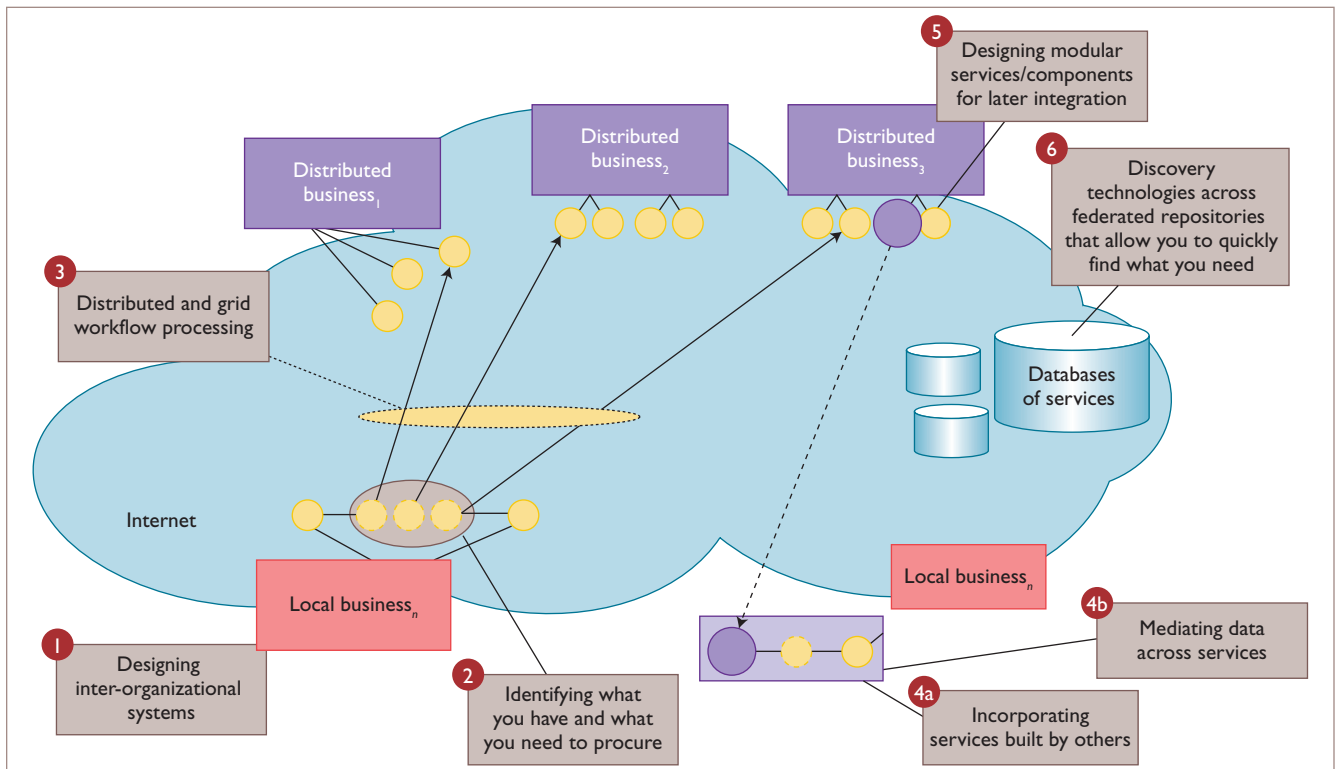 5
Designing modular
services/components
for later integration
Distributed
business1
Distributed
business2
Distributed
business3
6
Discovery
technologies across
federated repositories
that allow you to quickly
find what you need
3
Distributed and grid
workflow processing
Databases
of services
Internet
Local businessn
Local businessn
1
Designing
inter-organizational
systems
2
Identifying what
you have and what
you need to procure
4b
Mediating data
across services
4a
Incorporating
services built by others